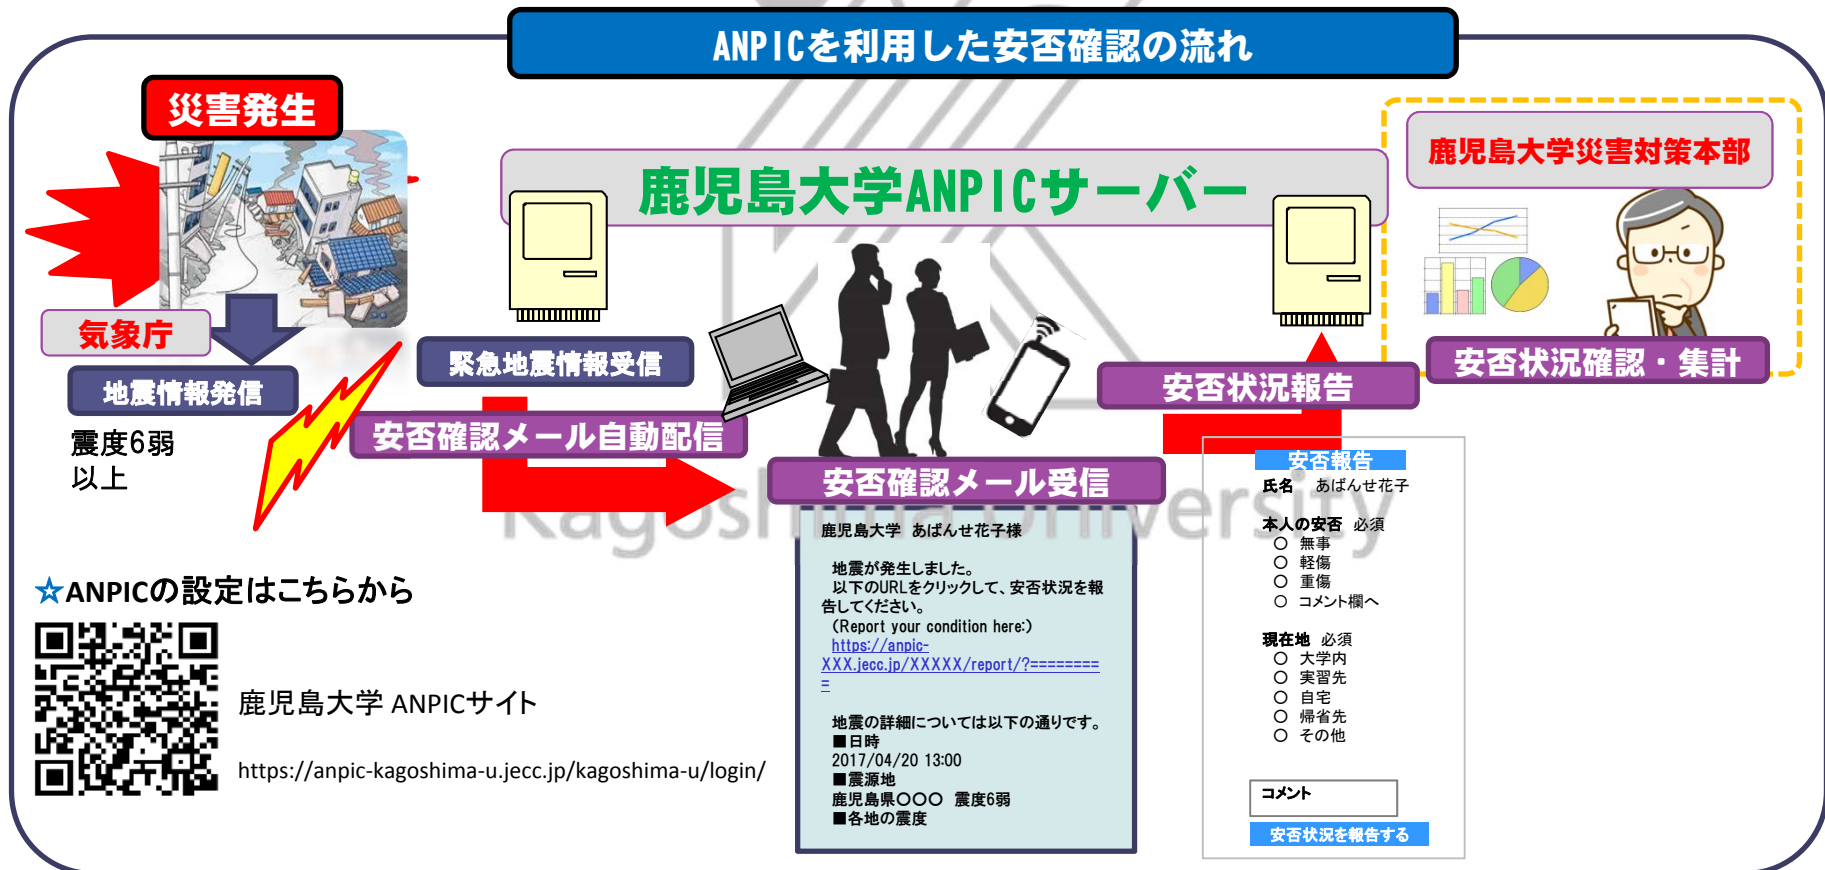 ANPICを利用した安否確認の流れ
災害発生
鹿児島大学災害対策本部
鹿児島大学ANPICサーバー
気象庁
地震情報発信
震度6弱
以上
緊急地震情報受信
安否確認メール自動配信
安否確認メール受信
安否状況報告
安否状況確認・集計
Kagoshima University
鹿児島大学 あばんせ花子様
地震が発生しました。
以下のURLをクリックして、安否状況を報
告してください。
(Report your condition here:)
https://anpic-
XXX.jecc.jp/XXXXX/report/?========
=
地震の詳細については以下の通りです。
■日時
2017/04/20 13:00
■震源地
鹿児島県〇〇〇 震度6弱
■各地の震度
安否報告
氏名 あばんせ花子
本人の安否 必須
○ 無事
○ 軽傷
○ 重傷
○ コメント欄へ
現在地 必須
○ 大学内
○ 実習先
○ 自宅
○ 帰省先
○ その他
コメント
安否状況を報告する
☆ANPICの設定はこちらから
鹿児島大学 ANPICサイト
https://anpic-kagoshima-u.jecc.jp/kagoshima-u/login/